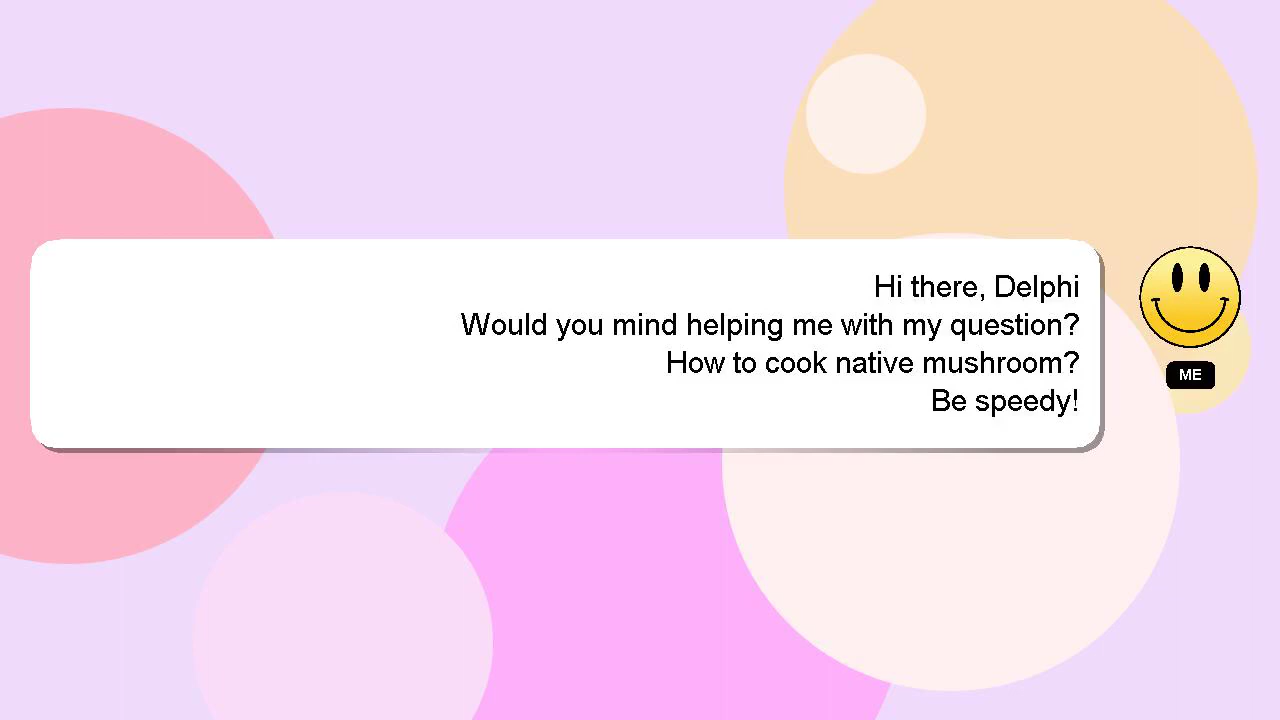 Hi there, Delphi
Would you mind helping me with my question?
How to cook native mushroom?
Be speedy!
ME